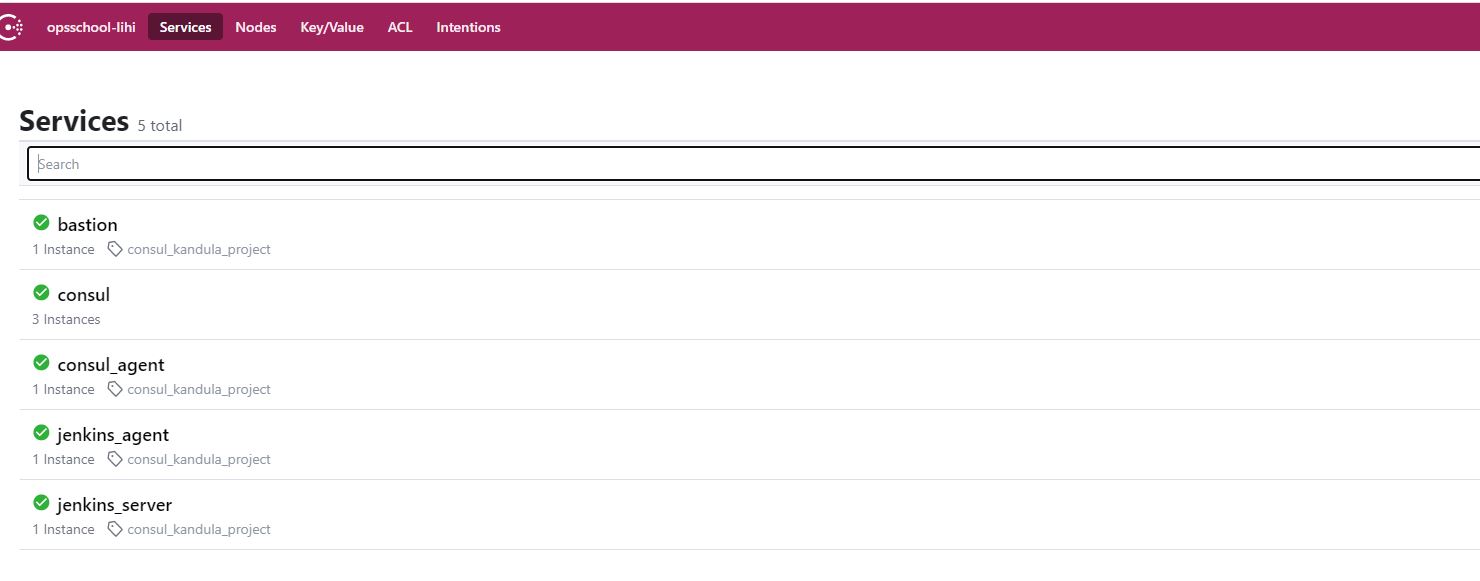 opsschool-lihi Services Nodes Key/Value ACL Intentions
Services 5 total
Search
bastion
1 Instance consul_kandula_project
consul
3 Instances
consul_agent
1 Instance consul_kandula_project
jenkins_agent
1 Instance consul_kandula_project
jenkins_server
1 Instance consul_kandula_project